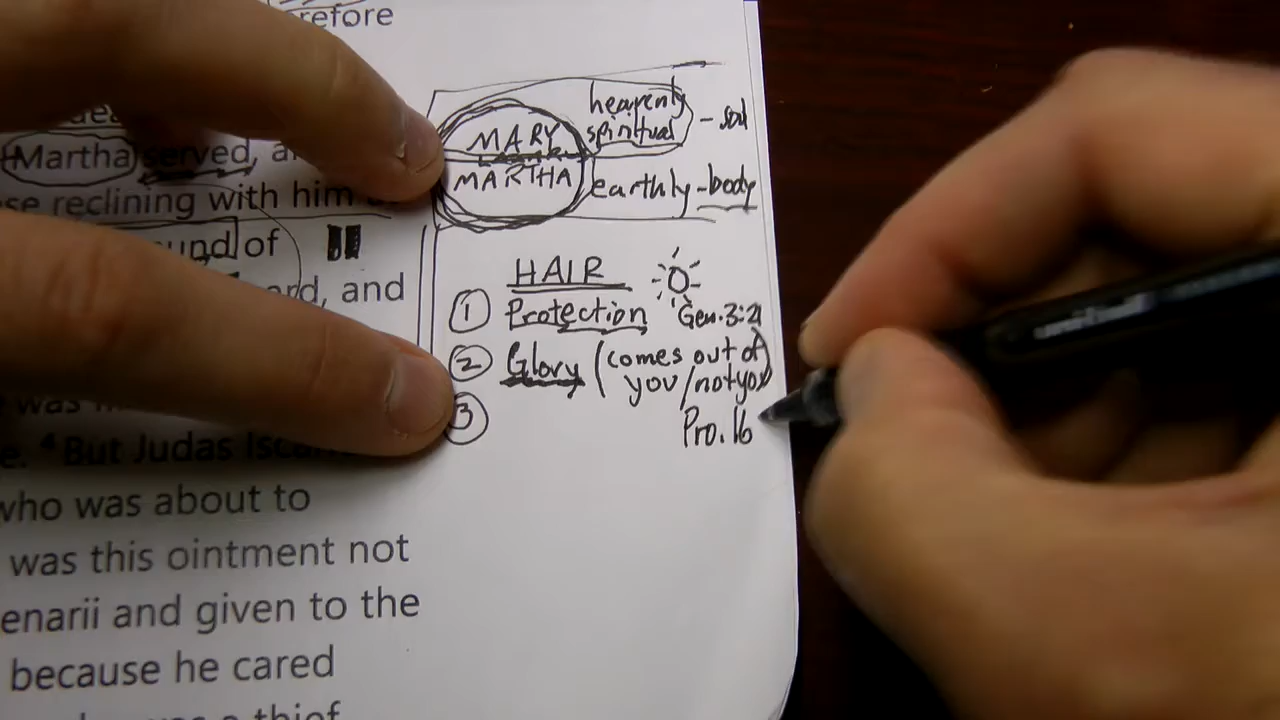 refore
Martha served, a
se reclining with him
ound of
ard, and
was
e. 4 But Judas Isca
who was about to
was this ointment not
enarii and given to the
because he cared
MARY
MARTHA
heavenly
spiritual - soul
earthly - body
HAIR
1 Protection Gen. 3:21
2 Glory (comes out of
you/not you)
3
Pro. 16